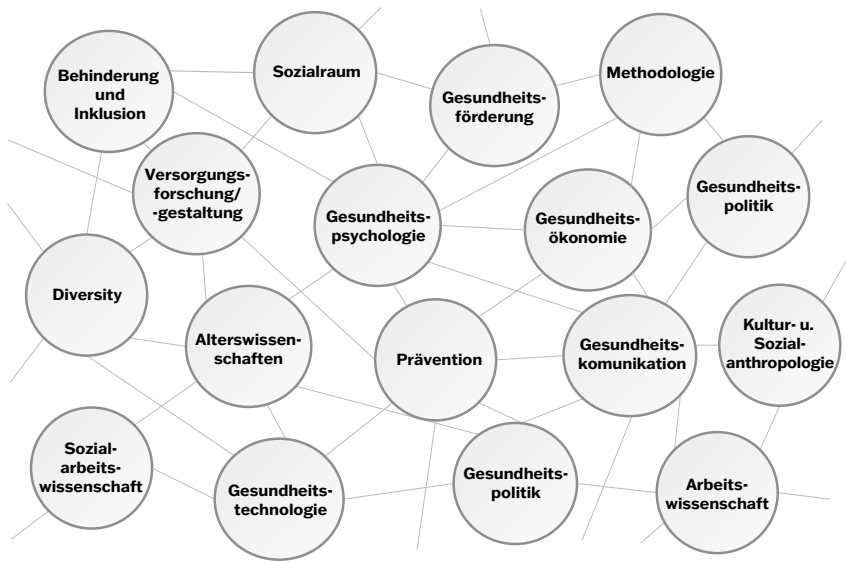 Behinderung
und
Inklusion
Sozialraum
Gesundheits-
förderung
Methodologie
Versorgungs-
forschung/
-gestaltung
Gesundheits-
psychologie
Gesundheits-
ökonomie
Gesundheits-
politik
Diversity
Alterswissen-
schaften
Prävention
Gesundheits-
komunikation
Kultur- u.
Sozial-
anthropologie
Sozial-
arbeits-
wissenschaft
Gesundheits-
technologie
Gesundheits-
politik
Arbeits-
wissenschaft